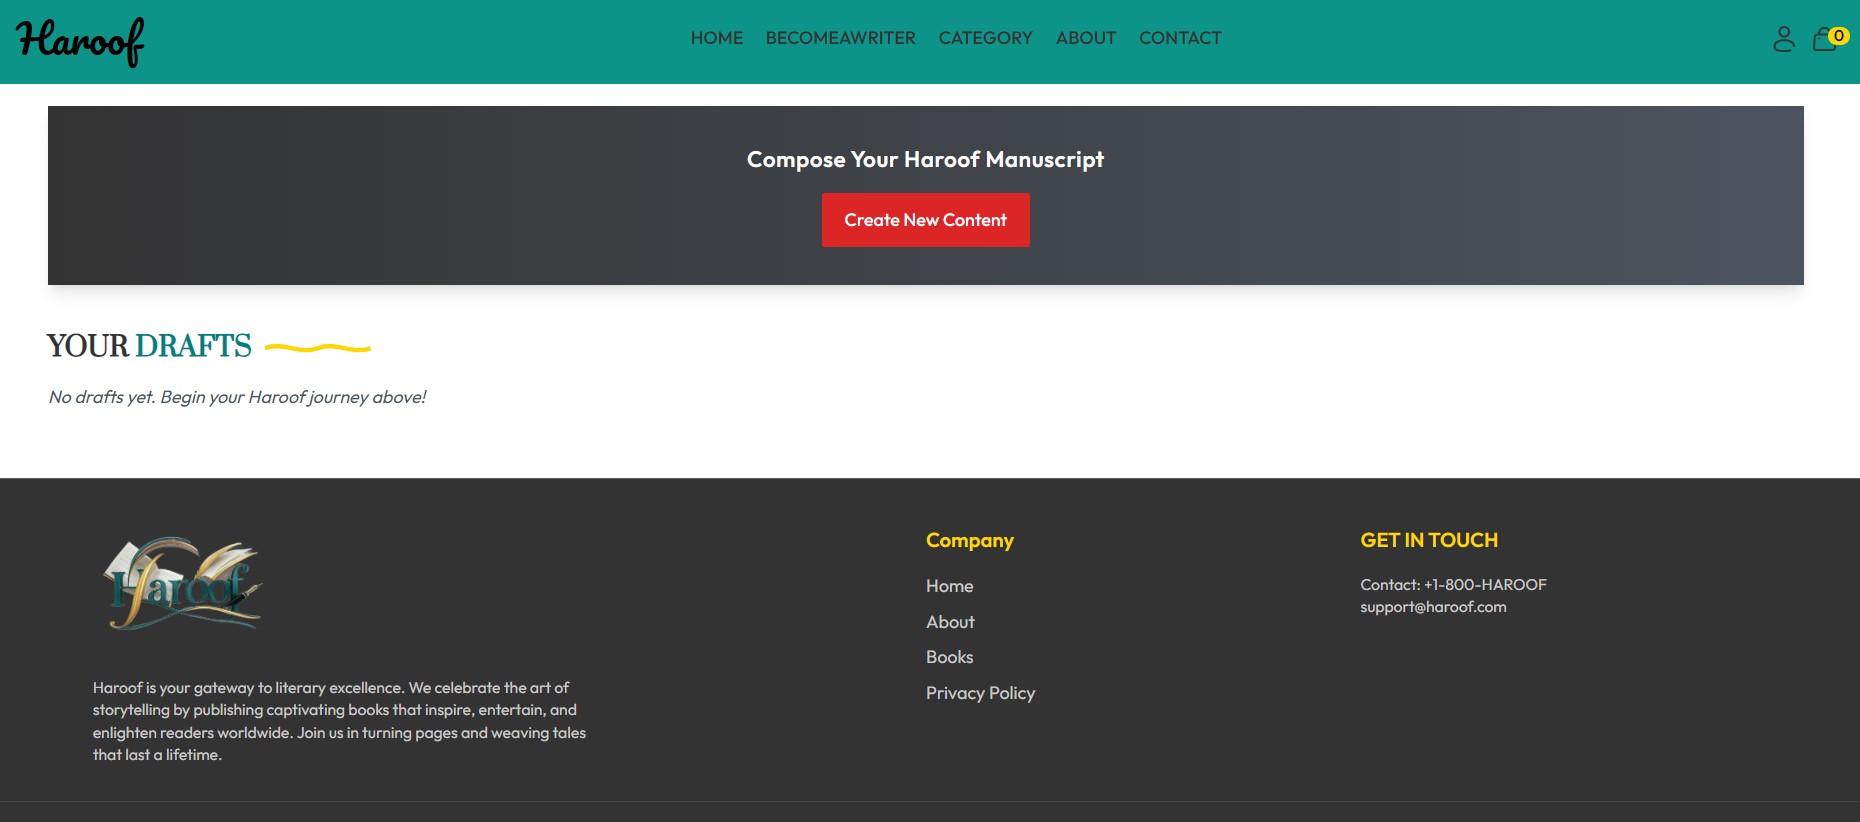 Haroof
HOME BECOMEAWRITER CATEGORY ABOUT CONTACT
0
Compose Your Haroof Manuscript
Create New Content
YOUR DRAFTS
No drafts yet. Begin your Haroof journey above!
Haroof
Haroof is your gateway to literary excellence. We celebrate the art of
storytelling by publishing captivating books that inspire, entertain, and
enlighten readers worldwide. Join us in turning pages and weaving tales
that last a lifetime.
Company
Home
About
Books
Privacy Policy
GET IN TOUCH
Contact: +1-800-HAROOF
support@haroof.com